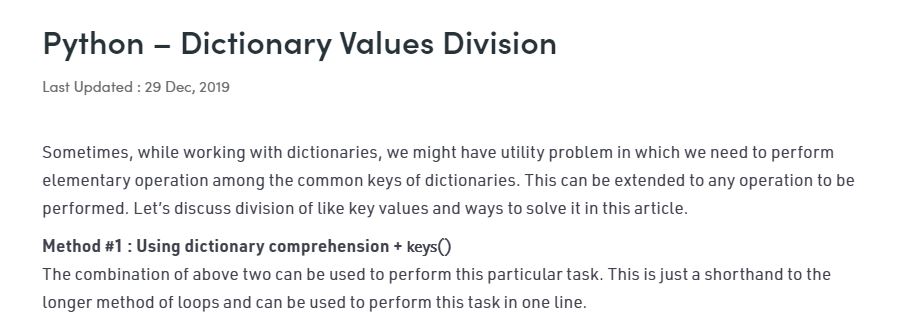 Python – Dictionary Values Division
Last Updated : 29 Dec, 2019
Sometimes, while working with dictionaries, we might have utility problem in which we need to perform
elementary operation among the common keys of dictionaries. This can be extended to any operation to be
performed. Let’s discuss division of like key values and ways to solve it in this article.
Method #1 : Using dictionary comprehension + keys()
The combination of above two can be used to perform this particular task. This is just a shorthand to the
longer method of loops and can be used to perform this task in one line.